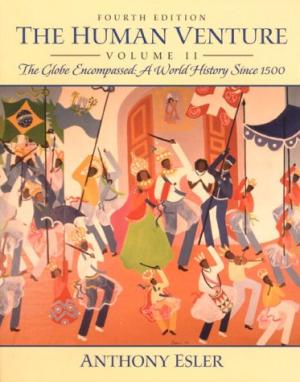 FOURTH EDITION
THE HUMAN VENTURE
VOLUME II
The Globe Encompassed: A World History Since 1500
ANTHONY ESLER